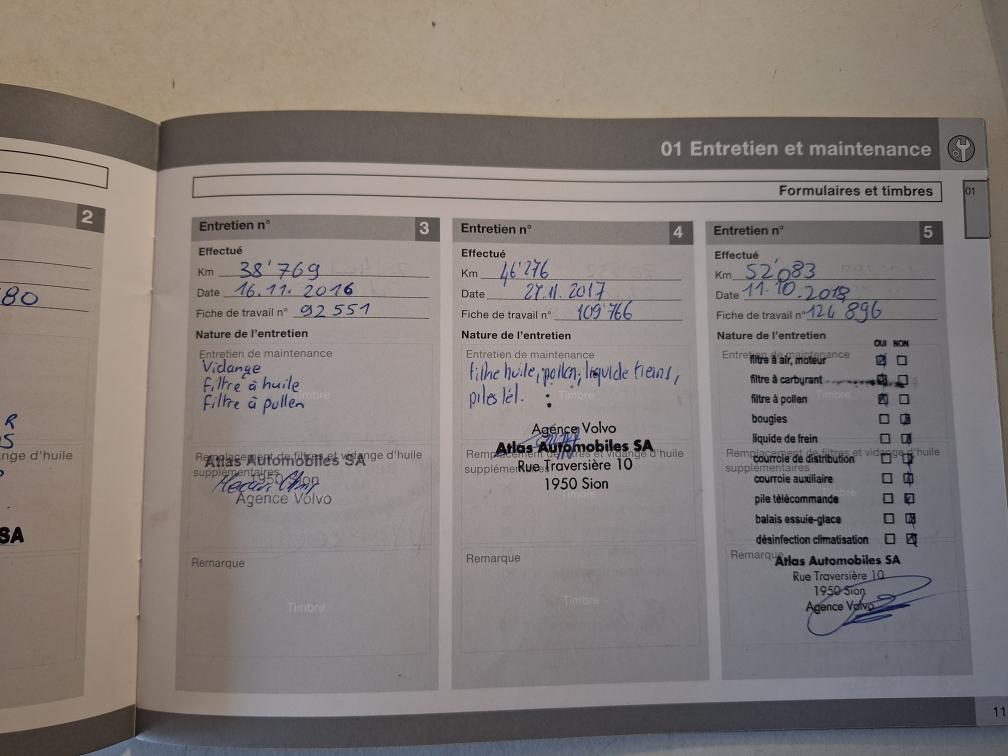 01 Entretien et maintenance
Formulaires et timbres
01
2
80
R
nge d'huile
SA
Entretien n° 3
Effectué
Km 38'769
Date 16.11.2016
Fiche de travail n° 92 551
Nature de l'entretien
Entretien de maintenance
Vidange
filtre à huile
filtre à pollen
Timbre
Remplacement de filtres et vidange d'huile
supplémentaires
Atlas Automobiles SA
1950 Sion
Agence Volvo
Remarque
Timbre
Entretien n° 4
Effectué
Km 46'276
Date 27.11.2017
Fiche de travail n° 109'766
Nature de l'entretien
Entretien de maintenance
filtre huile, pollen, liquide freins,
piles tél.
Timbre
Agence Volvo
Atlas Automobiles SA
Remplacement de filtres et vidange d'huile
supplémentaires
Rue Traversière 10
1950 Sion
Remarque
Timbre
Entretien n° 5
Effectué
Km 52'083
Date 11.10.2018
Fiche de travail n° 124'896
Nature de l'entretien
OUI NON
Entretien de maintenance
filtre à air, moteur
filtre à carburant
filtre à pollen
bougies
liquide de frein
Remplacement de filtres et vidange d'huile
supplémentaires
courroie de distribution
courroie auxiliaire
pile télécommande
balais essuie-glace
désinfection climatisation
Remarque
Atlas Automobiles SA
Rue Traversière 10
1950 Sion
Agence Volvo
11